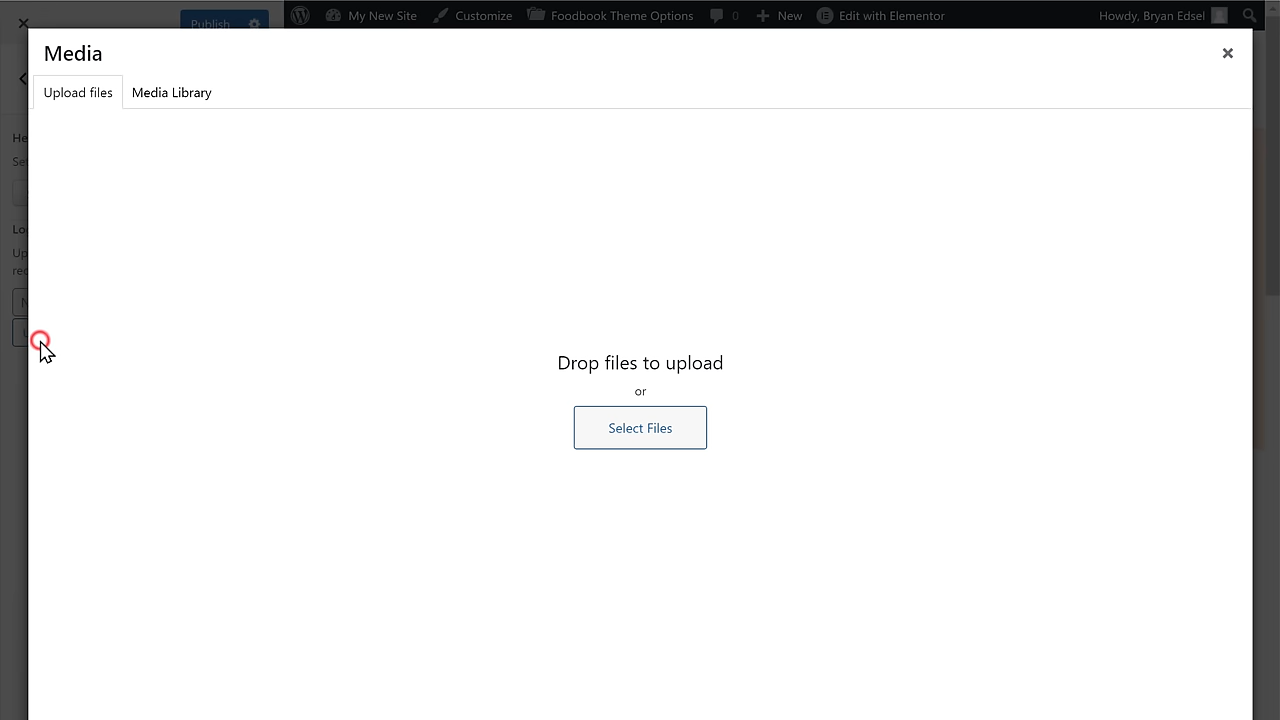 Publish
My New Site
Customize
Foodbook Theme Options
0
New
Edit with Elementor
Howdy, Bryan Edsel
Media
Upload files
Media Library
Drop files to upload
or
Select Files